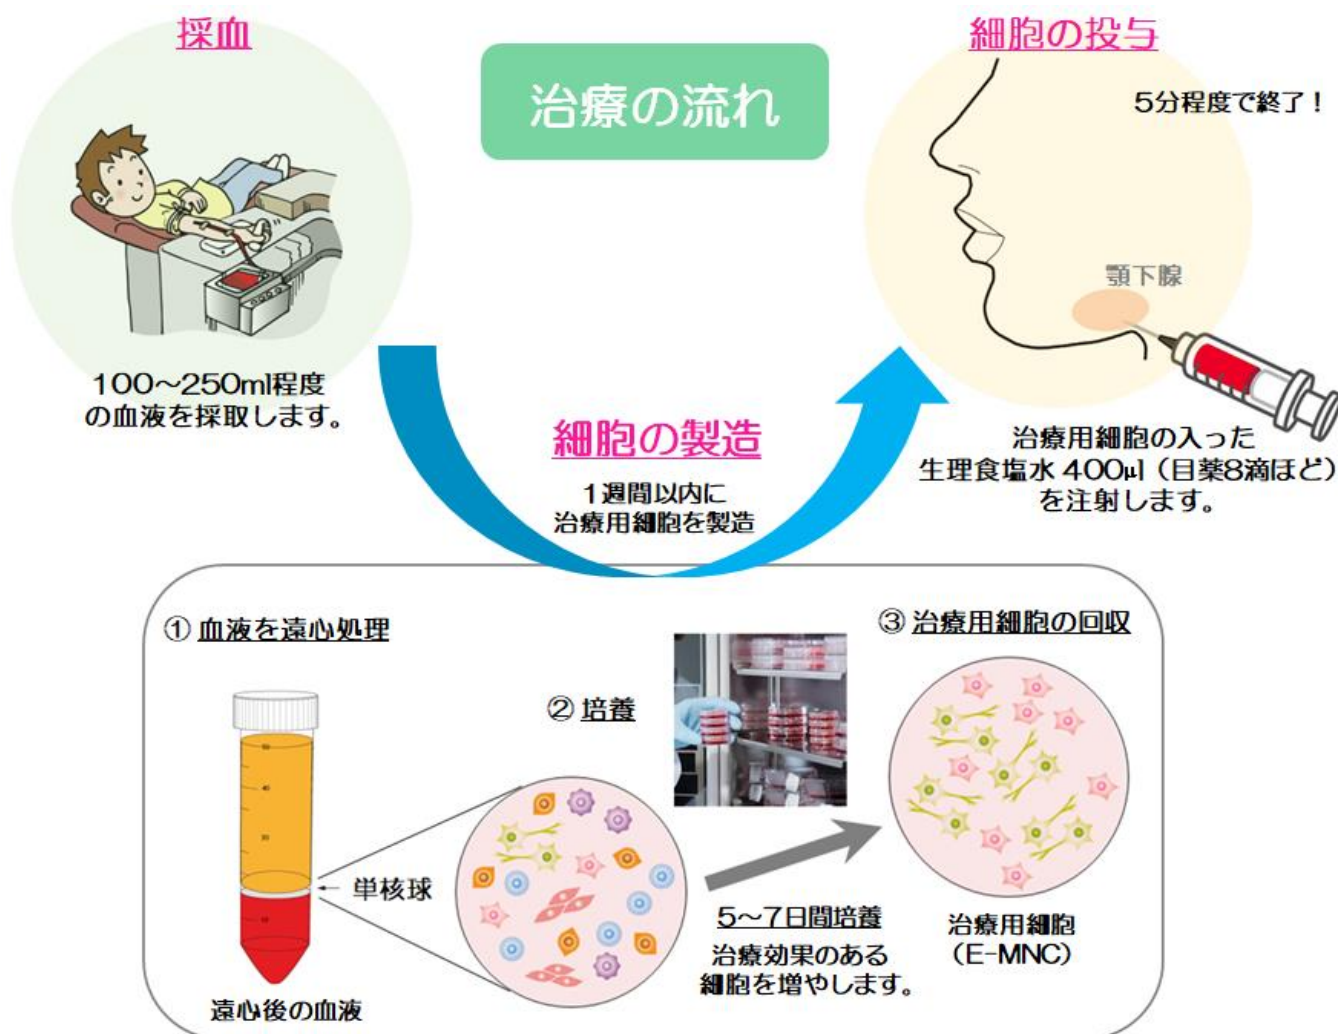 治療の流れ
採血
100〜250ml程度
の血液を採取します。
細胞の製造
1週間以内に
治療用細胞を製造
細胞の投与
5分程度で終了！
顎下腺
治療用細胞の入った
生理食塩水 400μl（目薬8滴ほど）
を注射します。
① 血液を遠心処理
50
40
30
10
単核球
遠心後の血液
② 培養
5〜7日間培養
治療効果のある
細胞を増やします。
③ 治療用細胞の回収
治療用細胞
（E-MNC）